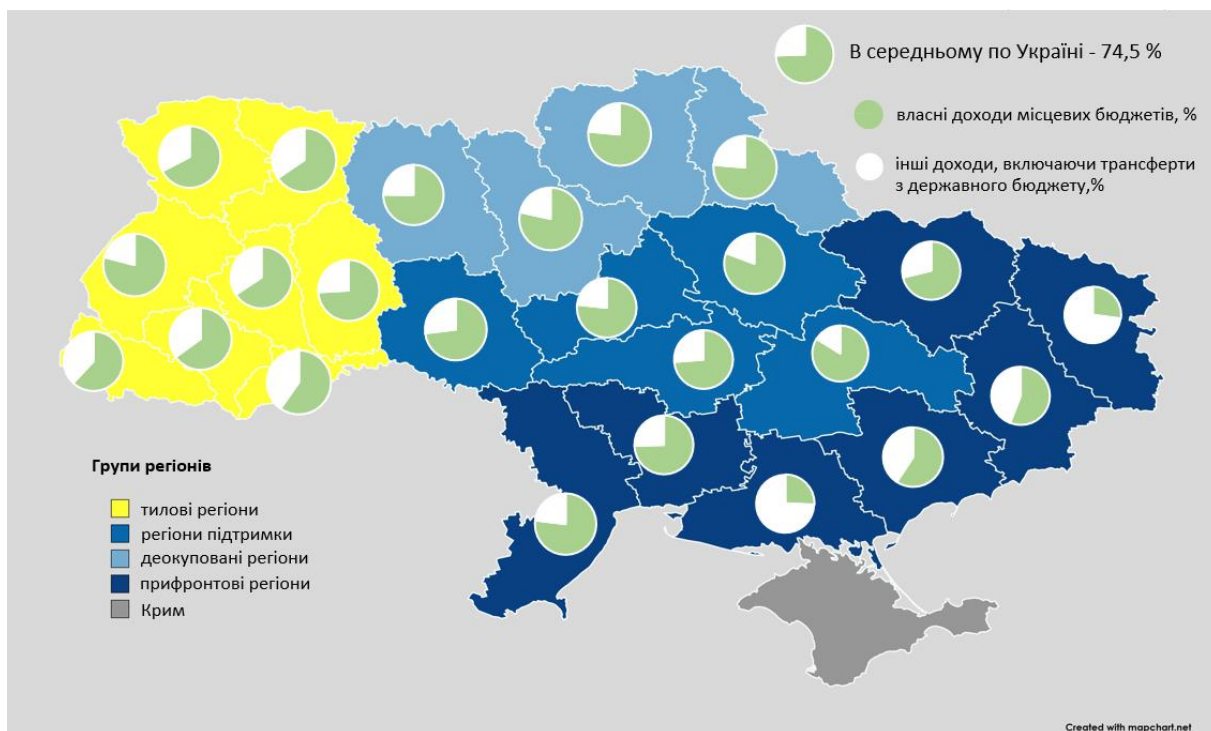 В середньому по Україні - 74,5 %
власні доходи місцевих бюджетів, %
інші доходи, включаючи трансферти
з державного бюджету,%
Групи регіонів
тилові регіони
регіони підтримки
деокуповані регіони
прифронтові регіони
Крим
Created with mapchart.net